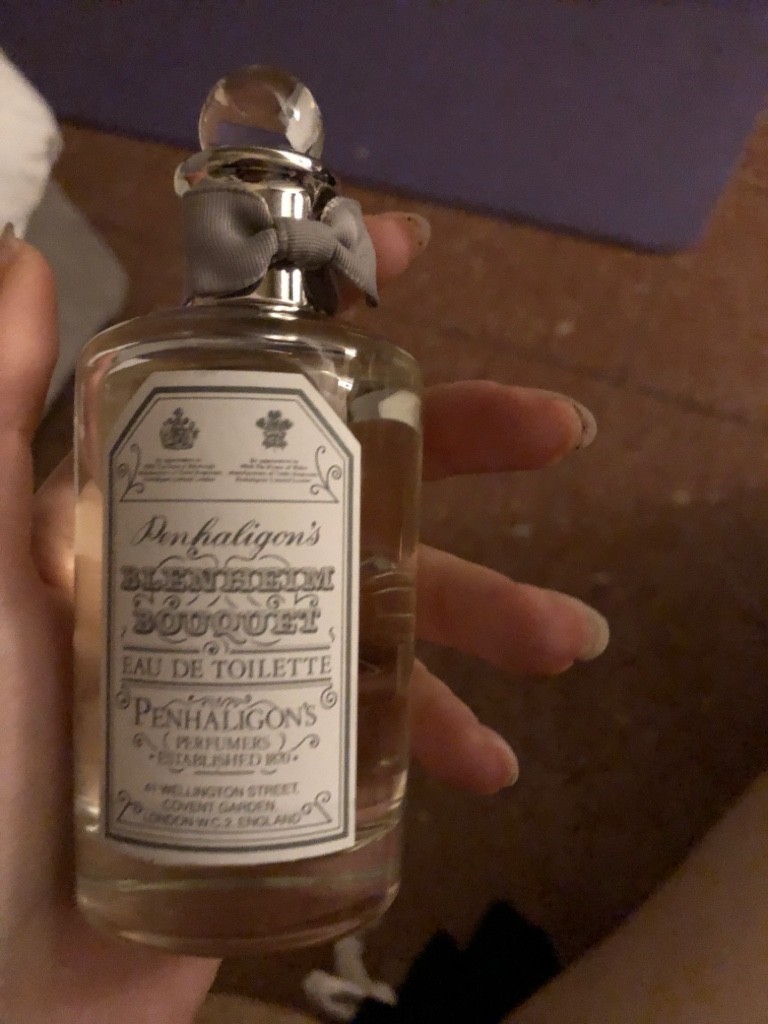 Penhaligon's
BLENHEIM
BOUQUET
EAU DE TOILETTE
PENHALIGON'S
( PERFUMERS )
•ESTABLISHED 1870•
41 WELLINGTON STREET,
COVENT GARDEN,
LONDON W.C.2. ENGLAND